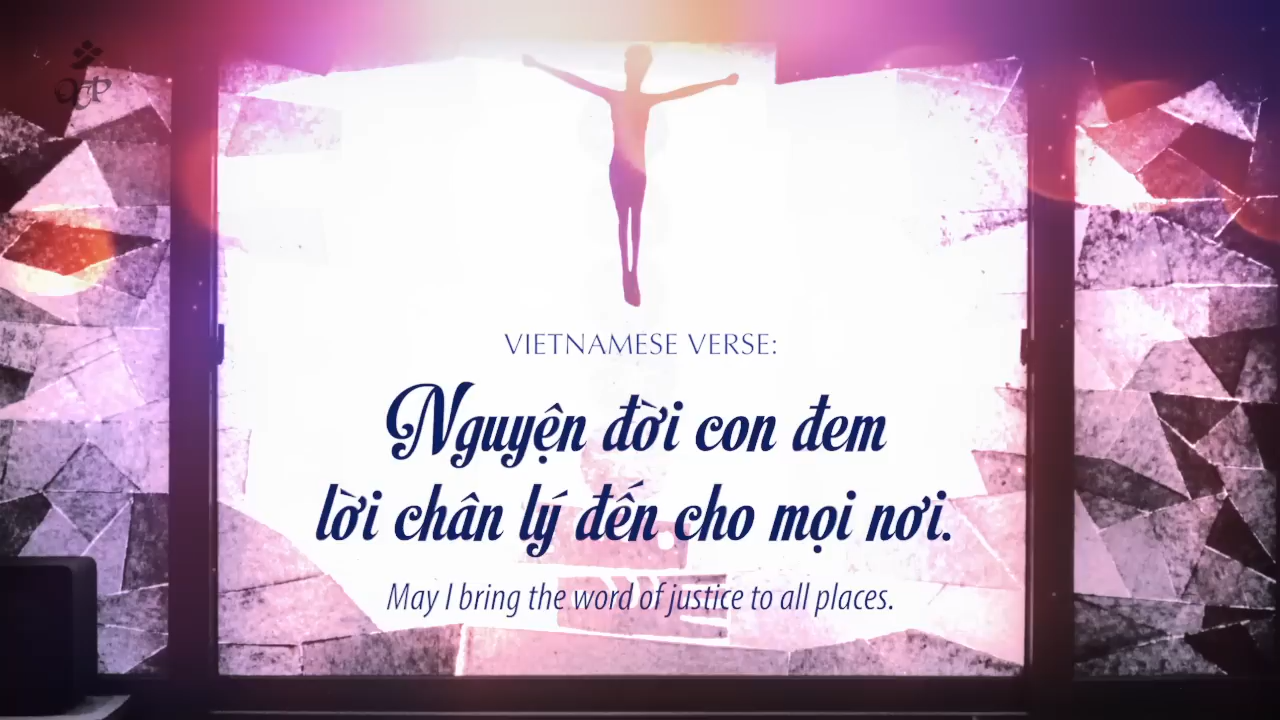 OCP
VIETNAMESE VERSE:
Nguyện đời con đem
lời chân lý đến cho mọi nơi.
May I bring the word of justice to all places.